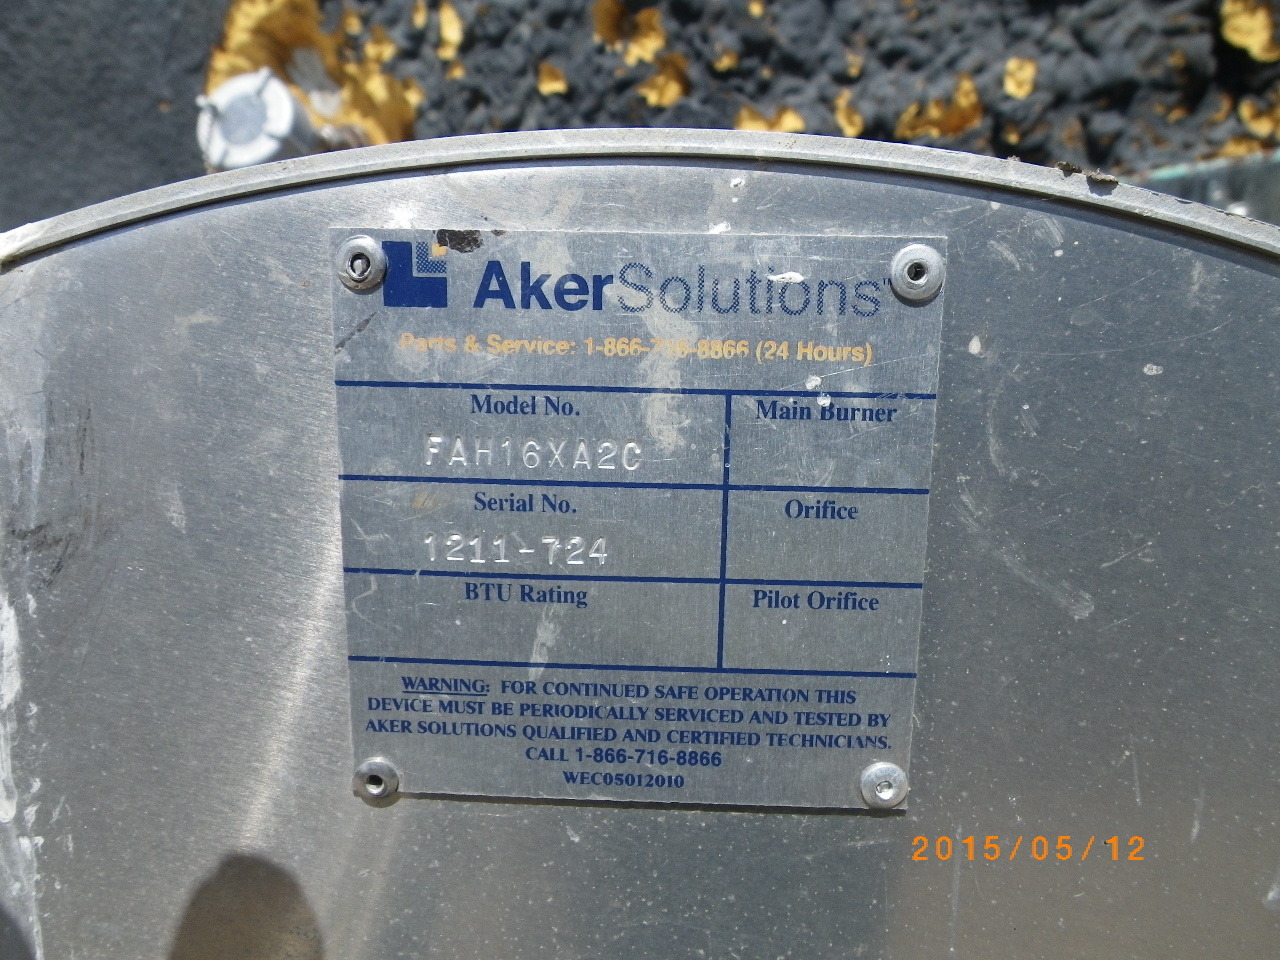 AkerSolutions™
Parts & Service: 1-866-716-8866 (24 Hours)
Model No.
Main Burner
FAH16XA2C
Serial No.
Orifice
1211-724
BTU Rating
Pilot Orifice
WARNING: FOR CONTINUED SAFE OPERATION THIS
DEVICE MUST BE PERIODICALLY SERVICED AND TESTED BY
AKER SOLUTIONS QUALIFIED AND CERTIFIED TECHNICIANS.
CALL 1-866-716-8866
WEC05012010
2015/05/12